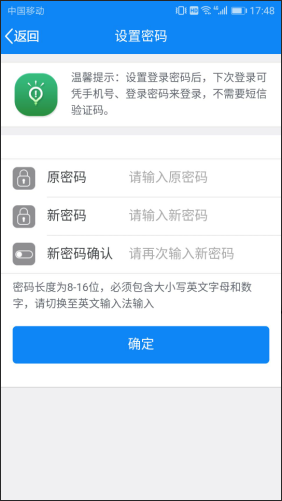 中国移动 HD 4G 17:48
返回 设置密码
温馨提示：设置登录密码后，下次登录可
凭手机号、登录密码来登录，不需要短信
验证码。
原密码 请输入原密码
新密码 请输入新密码
新密码确认 请再次输入新密码
密码长度为8-16位，必须包含大小写英文字母和数
字，请切换至英文输入法输入
确定